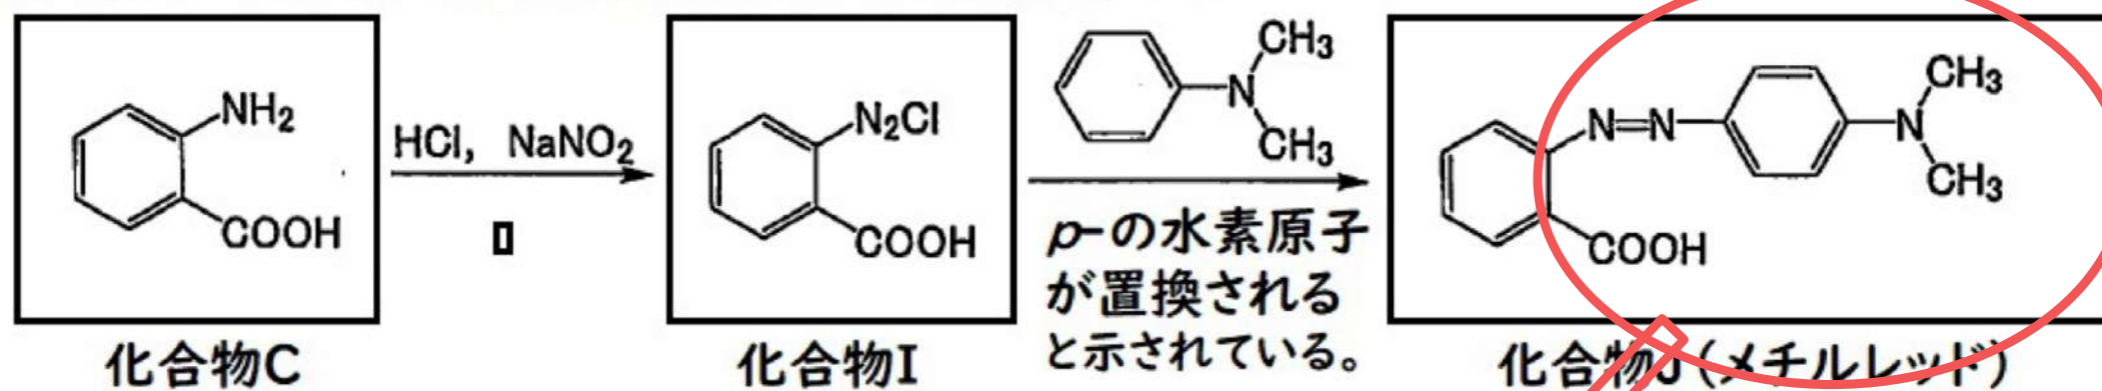 NH₂
COOH
HCl, NaNO₂
N₂Cl
COOH
CH₃
N
CH₃
p-の水素原子
が置換される
と示されている。
N=N
N
CH₃
CH₃
COOH
化合物C
化合物I
化合物J(メチルレッド)